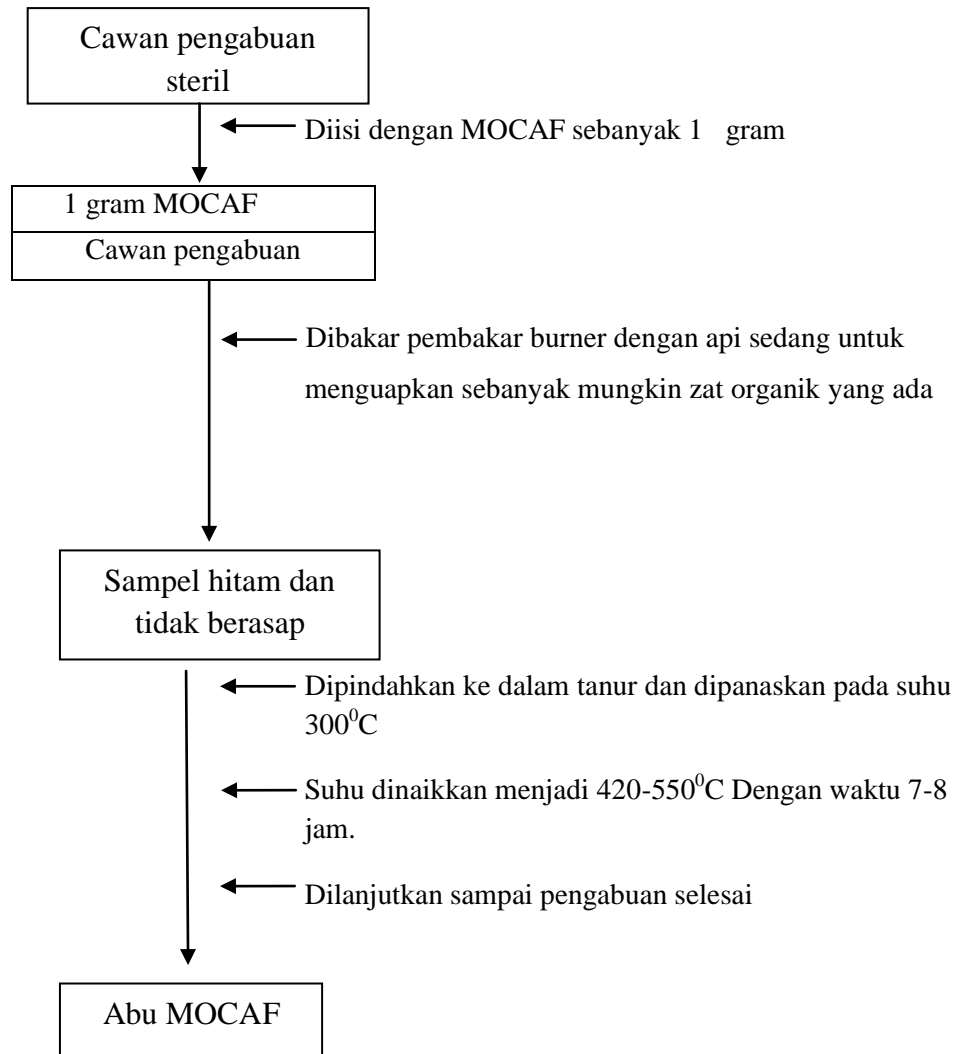 Cawan pengabuan
steril
Diisi dengan MOCAF sebanyak 1 gram
1 gram MOCAF
Cawan pengabuan
Dibakar pembakar burner dengan api sedang untuk
menguapkan sebanyak mungkin zat organik yang ada
Sampel hitam dan
tidak berasap
Dipindahkan ke dalam tanur dan dipanaskan pada suhu
300⁰C
Suhu dinaikkan menjadi 420-550⁰C Dengan waktu 7-8
jam.
Dilanjutkan sampai pengabuan selesai
Abu MOCAF